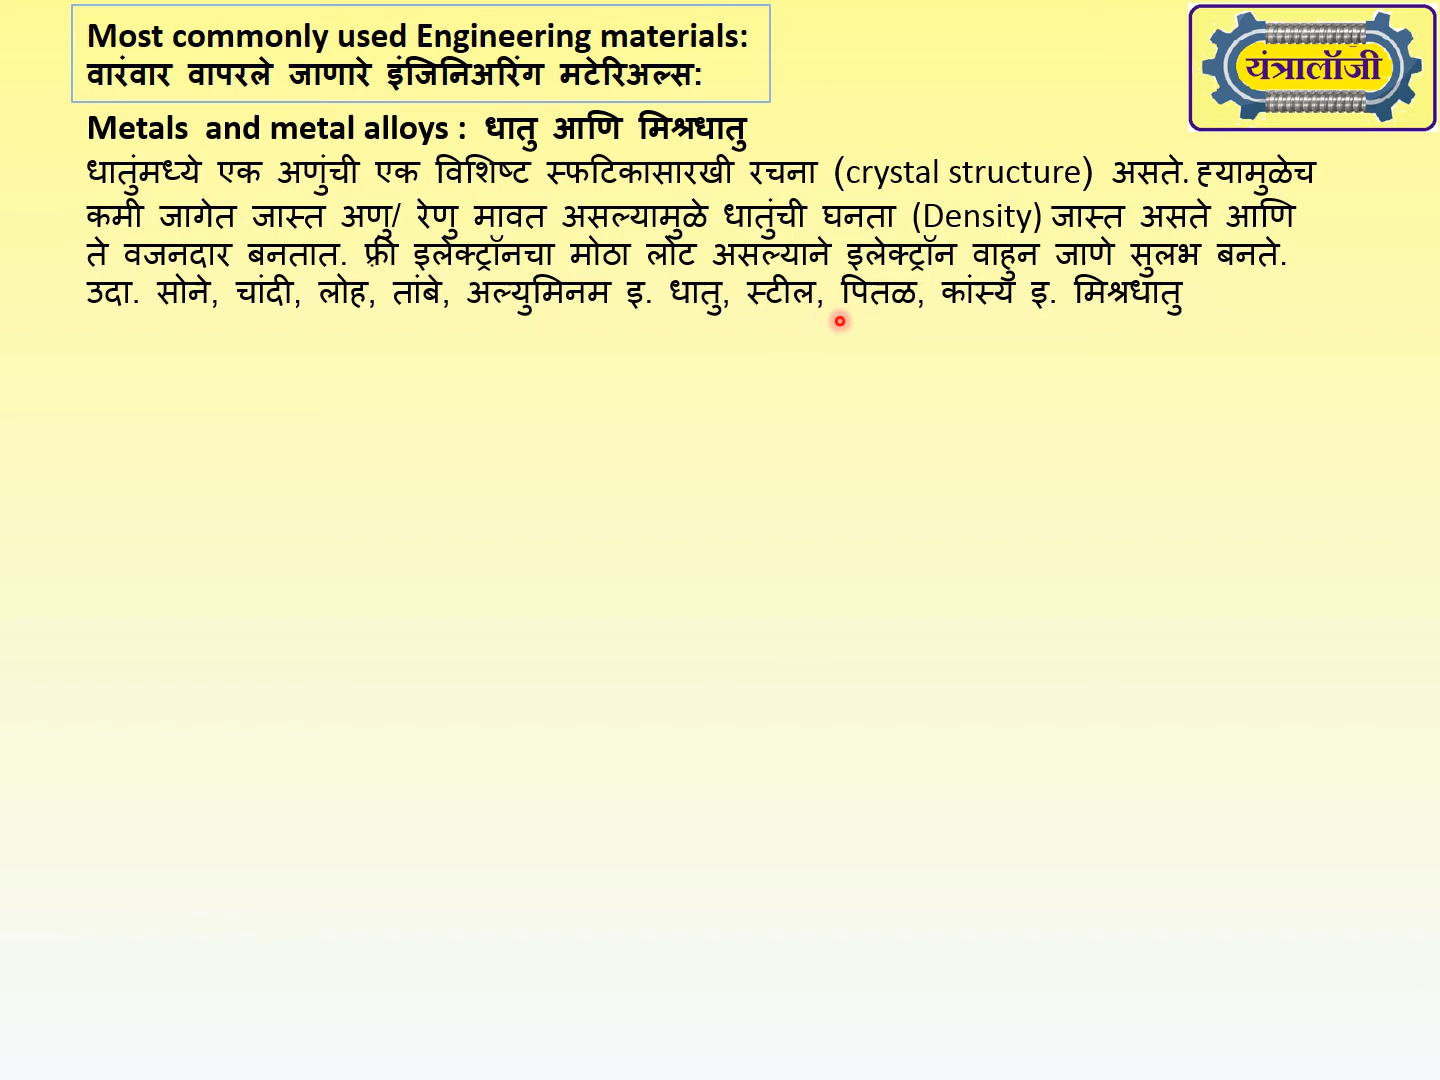 Most commonly used Engineering materials:
वारंवार वापरले जाणारे इंजिनिअरिंग मटेरिअल्स:
यंत्रालॉजी
Metals and metal alloys : धातु आणि मिश्रधातु
धातुंमध्ये एक अणुंची एक विशिष्ट स्फटिकासारखी रचना (crystal structure) असते. ह्यामुळेच
कमी जागेत जास्त अणु/ रेणु मावत असल्यामुळे धातुंची घनता (Density) जास्त असते आणि
ते वजनदार बनतात. फ्री इलेक्ट्रॉनचा मोठा लोट असल्याने इलेक्ट्रॉन वाहुन जाणे सुलभ बनते.
उदा. सोने, चांदी, लोह, तांबे, अल्युमिनम इ. धातु, स्टील, पितळ, कांस्य इ. मिश्रधातु